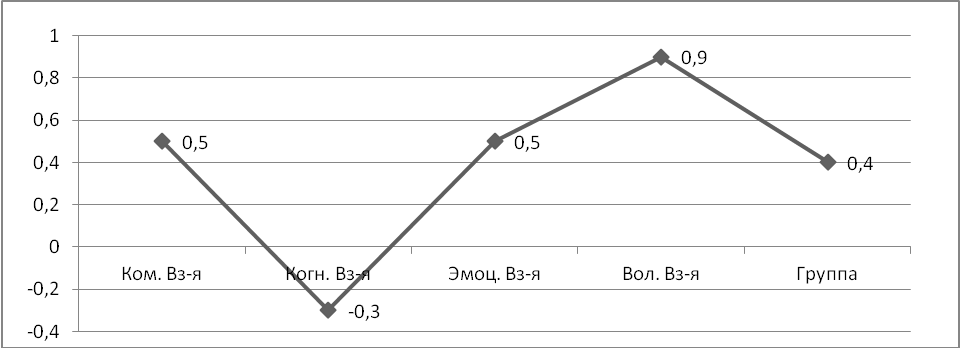 1
0,8
0,6
0,4
0,2
0
-0,2
-0,4
0,5
-0,3
0,5
0,9
0,4
Ком. Вз-я
Когн. Вз-я
Эмоц. Вз-я
Вол. Вз-я
Группа